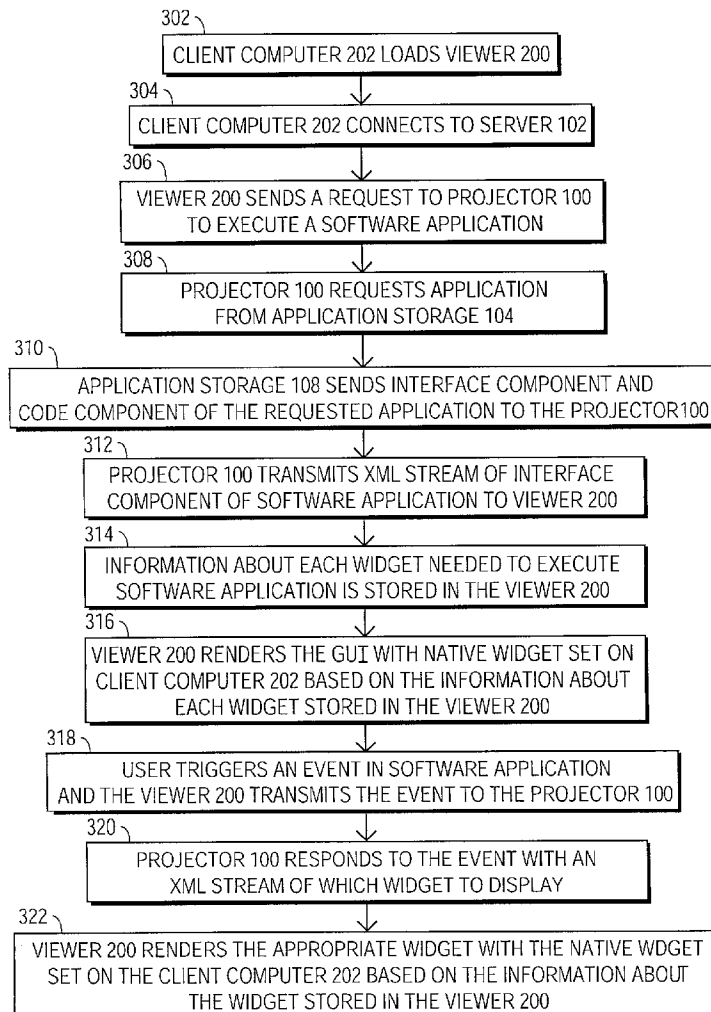 302
CLIENT COMPUTER 202 LOADS VIEWER 200
304
CLIENT COMPUTER 202 CONNECTS TO SERVER 102
306
VIEWER 200 SENDS A REQUEST TO PROJECTOR 100
TO EXECUTE A SOFTWARE APPLICATION
308
PROJECTOR 100 REQUESTS APPLICATION
FROM APPLICATION STORAGE 104
310
APPLICATION STORAGE 108 SENDS INTERFACE COMPONENT AND
CODE COMPONENT OF THE REQUESTED APPLICATION TO THE PROJECTOR100
312
PROJECTOR 100 TRANSMITS XML STREAM OF INTERFACE
COMPONENT OF SOFTWARE APPLICATION TO VIEWER 200
314
INFORMATION ABOUT EACH WIDGET NEEDED TO EXECUTE
SOFTWARE APPLICATION IS STORED IN THE VIEWER 200
316
VIEWER 200 RENDERS THE GUI WITH NATIVE WIDGET SET ON
CLIENT COMPUTER 202 BASED ON THE INFORMATION ABOUT
EACH WIDGET STORED IN THE VIEWER 200
318
USER TRIGGERS AN EVENT IN SOFTWARE APPLICATION
AND THE VIEWER 200 TRANSMITS THE EVENT TO THE PROJECTOR 100
320
PROJECTOR 100 RESPONDS TO THE EVENT WITH AN
XML STREAM OF WHICH WIDGET TO DISPLAY
322
VIEWER 200 RENDERS THE APPROPRIATE WIDGET WITH THE NATIVE WDGET
SET ON THE CLIENT COMPUTER 202 BASED ON THE INFORMATION ABOUT
THE WIDGET STORED IN THE VIEWER 200